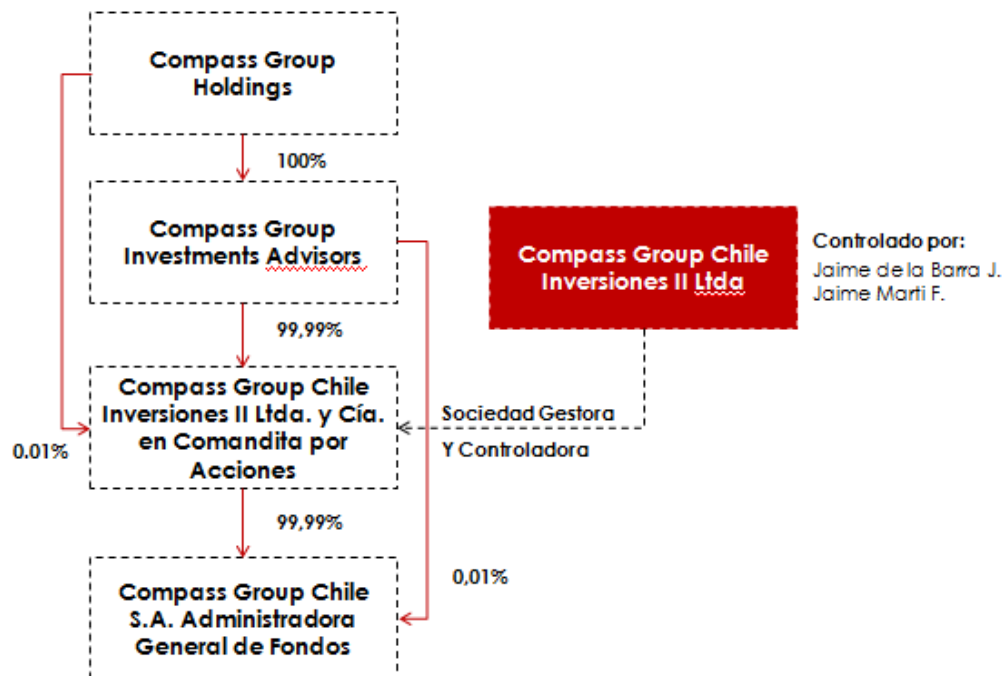 Compass Group
Holdings
100%
Compass Group
Investments Advisors
Compass Group Chile
Inversiones II Ltda
Controlado por:
Jaime de la Barra J.
Jaime Marti F.
99,99%
Compass Group Chile
Inversiones II Ltda. y Cía.
en Comandita por
Acciones
0.01%
Sociedad Gestora
Y Controladora
99,99%
0,01%
Compass Group Chile
S.A. Administradora
General de Fondos